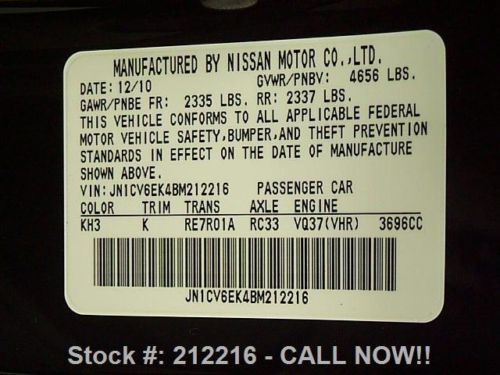 MANUFACTURED BY NISSAN MOTOR CO.,LTD.
DATE: 12/10 GVWR/PNBV: 4656 LBS.
GAWR/PNBE FR: 2335 LBS. RR: 2337 LBS.
THIS VEHICLE CONFORMS TO ALL APPLICABLE FEDERAL
MOTOR VEHICLE SAFETY,BUMPER,AND THEFT PREVENTION
STANDARDS IN EFFECT ON THE DATE OF MANUFACTURE
SHOWN ABOVE.
VIN: JN1CV6EK4BM212216 PASSENGER CAR
COLOR TRIM TRANS AXLE ENGINE
KH3 K RE7R01A RC33 VQ37(VHR) 3696CC
JN1CV6EK4BM212216
Stock #: 212216 - CALL NOW!!